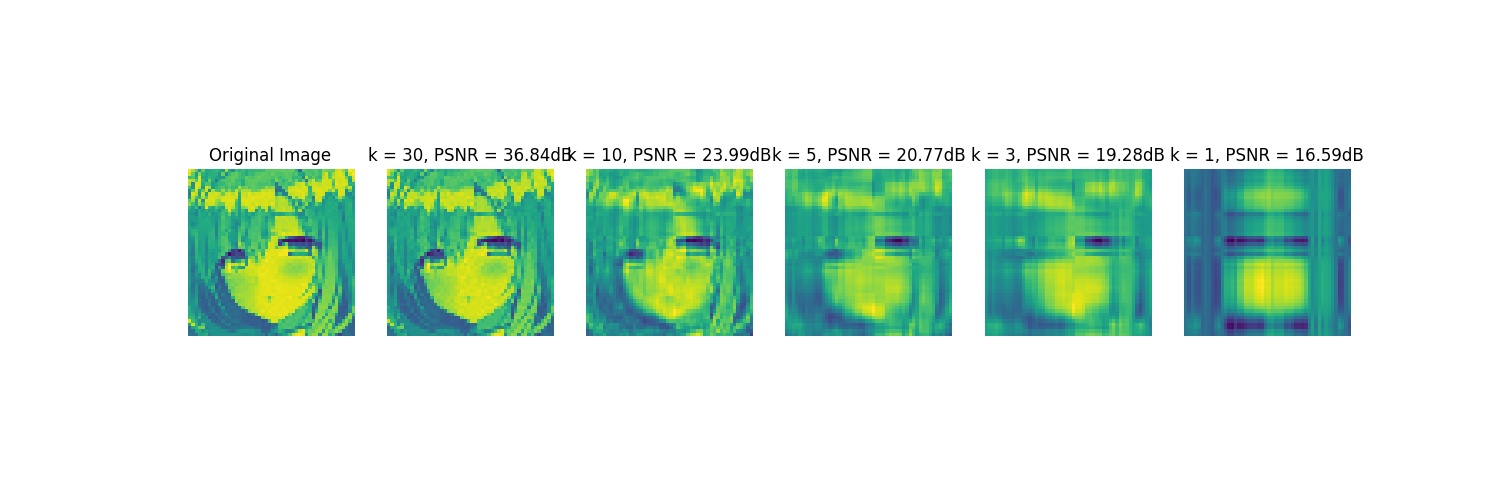 Original Image
k = 30, PSNR = 36.84dB
k = 10, PSNR = 23.99dB
k = 5, PSNR = 20.77dB
k = 3, PSNR = 19.28dB
k = 1, PSNR = 16.59dB